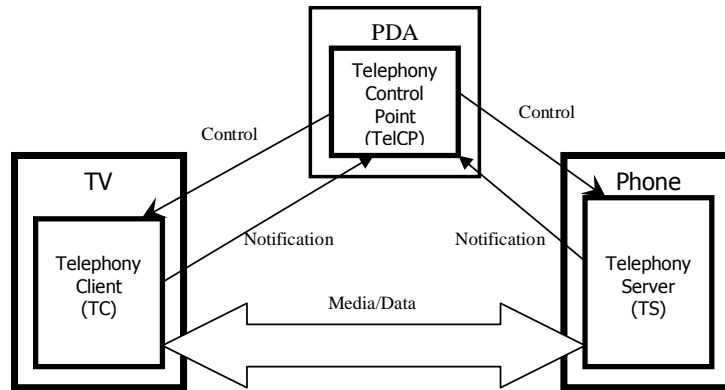 PDA
Telephony
Control
Point
(TelCP)
Control
Control
TV
Phone
Notification
Notification
Telephony
Client
(TC)
Telephony
Server
(TS)
Media/Data